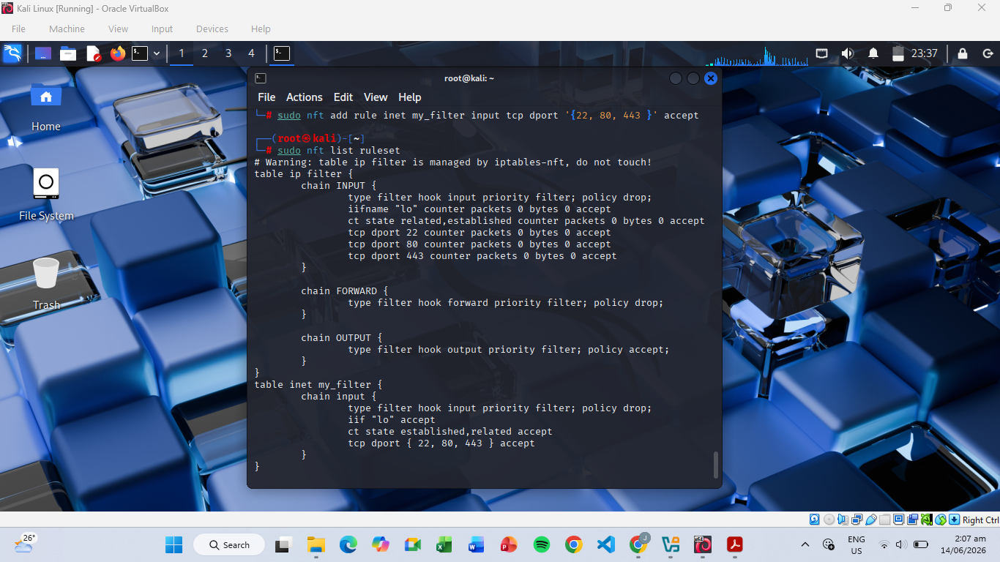 Kali Linux [Running] - Oracle VirtualBox
File Machine View Input Devices Help
1 2 3 4 23:37
root@kali: ~
File Actions Edit View Help
└─# sudo nft add rule inet my_filter input tcp dport '{22, 80, 443 }' accept
┌──(root㉿kali)-[~]
└─# sudo nft list ruleset
# Warning: table ip filter is managed by iptables-nft, do not touch!
table ip filter {
chain INPUT {
type filter hook input priority filter; policy drop;
iifname "lo" counter packets 0 bytes 0 accept
ct state related,established counter packets 0 bytes 0 accept
tcp dport 22 counter packets 0 bytes 0 accept
tcp dport 80 counter packets 0 bytes 0 accept
tcp dport 443 counter packets 0 bytes 0 accept
}
chain FORWARD {
type filter hook forward priority filter; policy drop;
}
chain OUTPUT {
type filter hook output priority filter; policy accept;
}
}
table inet my_filter {
chain input {
type filter hook input priority filter; policy drop;
iif "lo" accept
ct state established,related accept
tcp dport { 22, 80, 443 } accept
}
}
Home
File System
Trash
Right Ctrl
26°
Search
ENG
US
2:07 am
14/06/2026